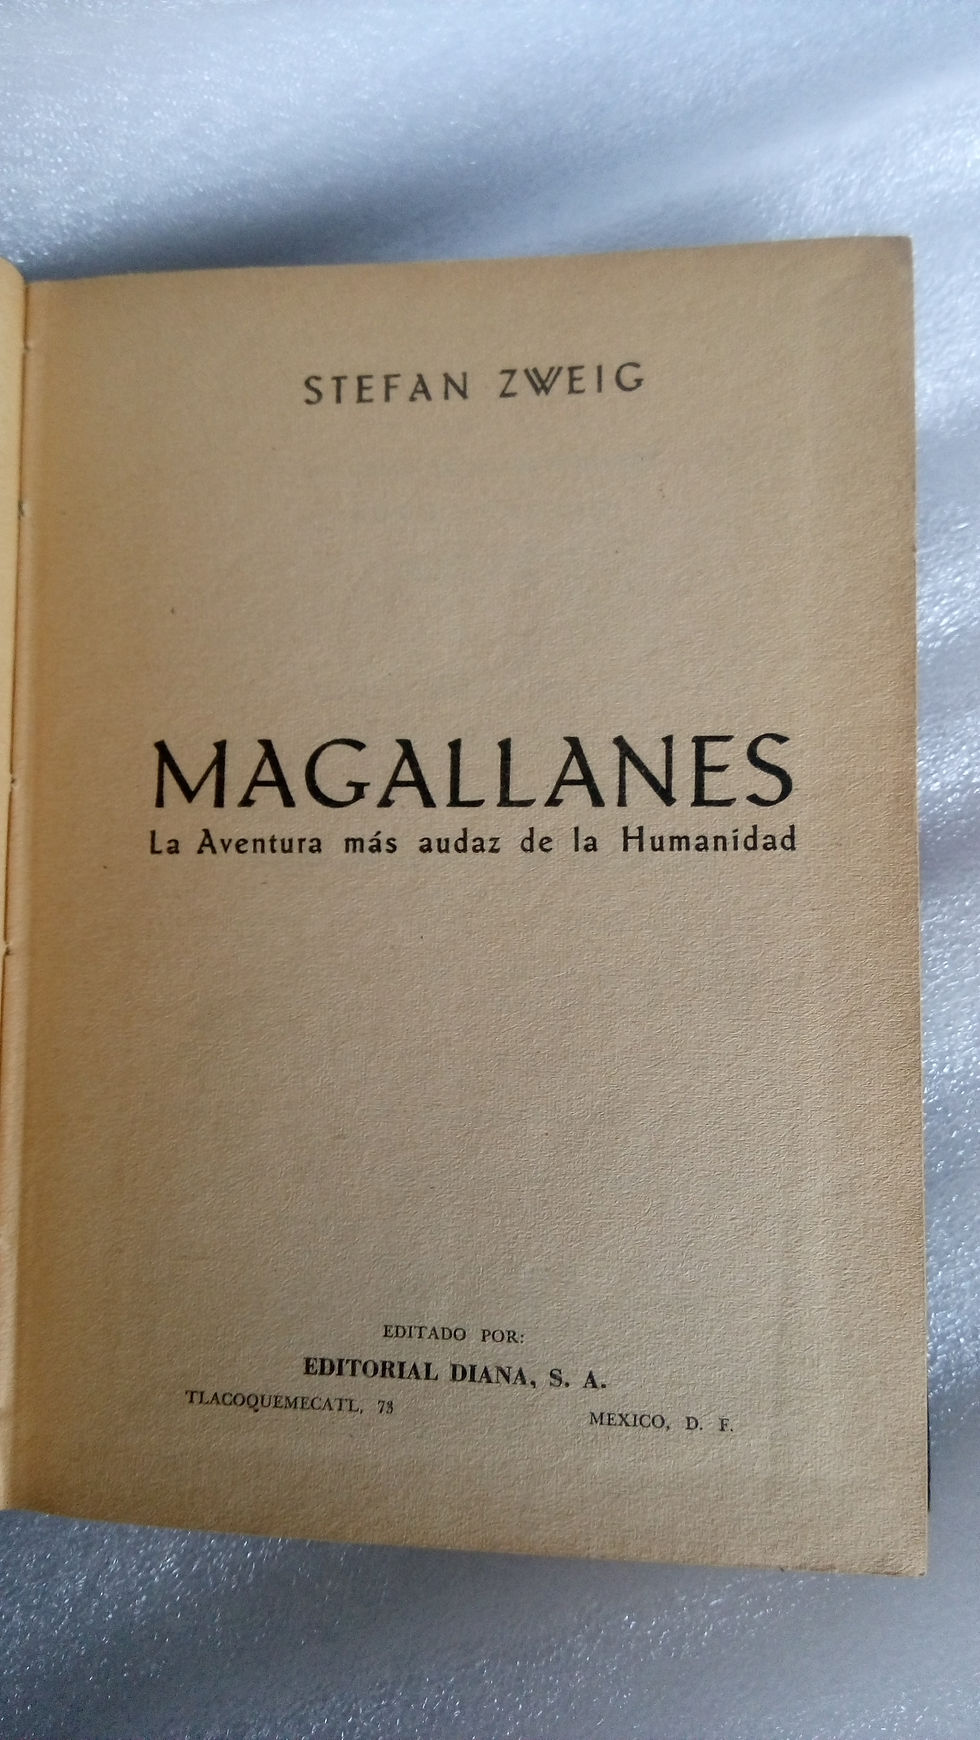 STEFAN ZWEIG
MAGALLANES
La Aventura más audaz de la Humanidad
EDITADO POR:
EDITORIAL DIANA, S. A.
TLACOQUEMECATL, 73
MEXICO, D. F.